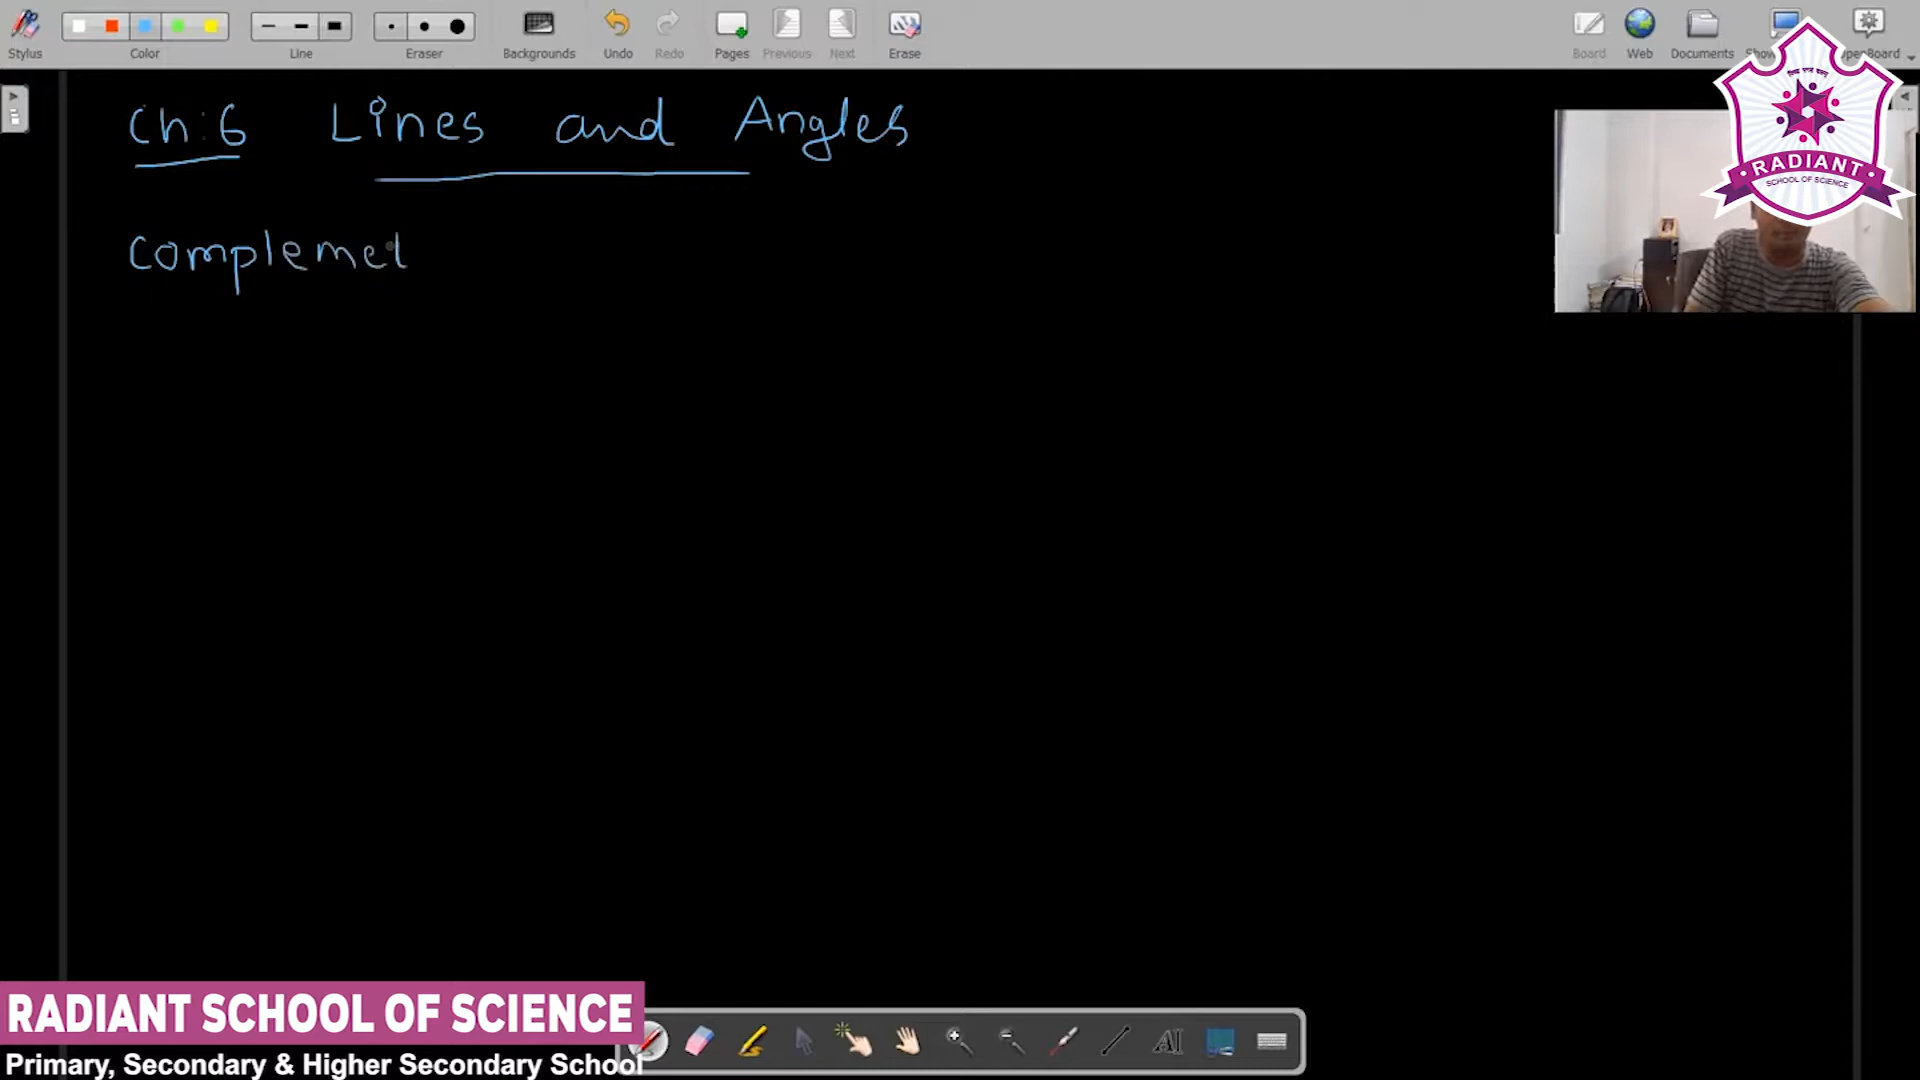 Stylus Color Line Eraser Backgrounds Undo Redo Pages Previous Next Erase Board Web Documents
Ch:6 Lines and Angles
complemet
RADIANT
SCHOOL OF SCIENCE
RADIANT SCHOOL OF SCIENCE
Primary, Secondary & Higher Secondary School